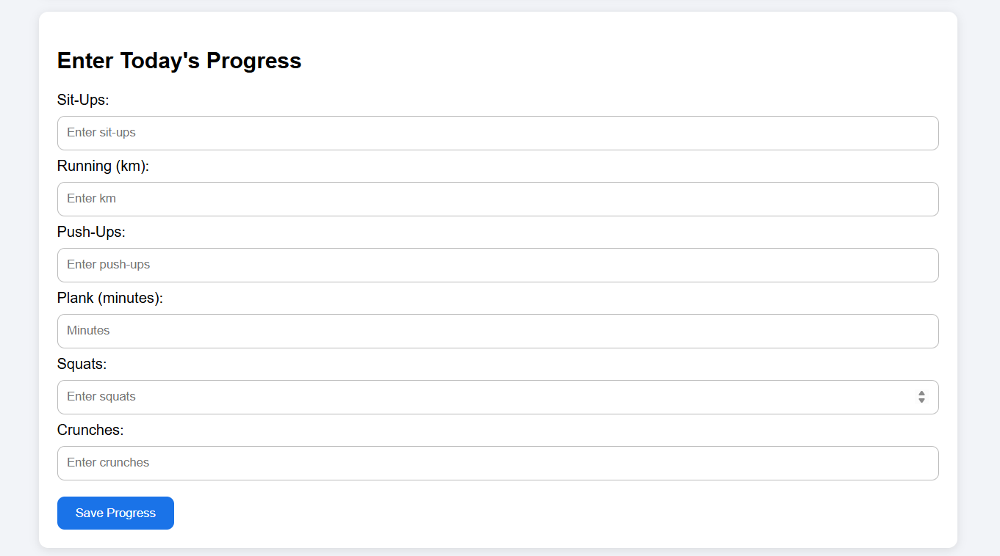 Enter Today's Progress
Sit-Ups:
Enter sit-ups
Running (km):
Enter km
Push-Ups:
Enter push-ups
Plank (minutes):
Minutes
Squats:
Enter squats
Crunches:
Enter crunches
Save Progress